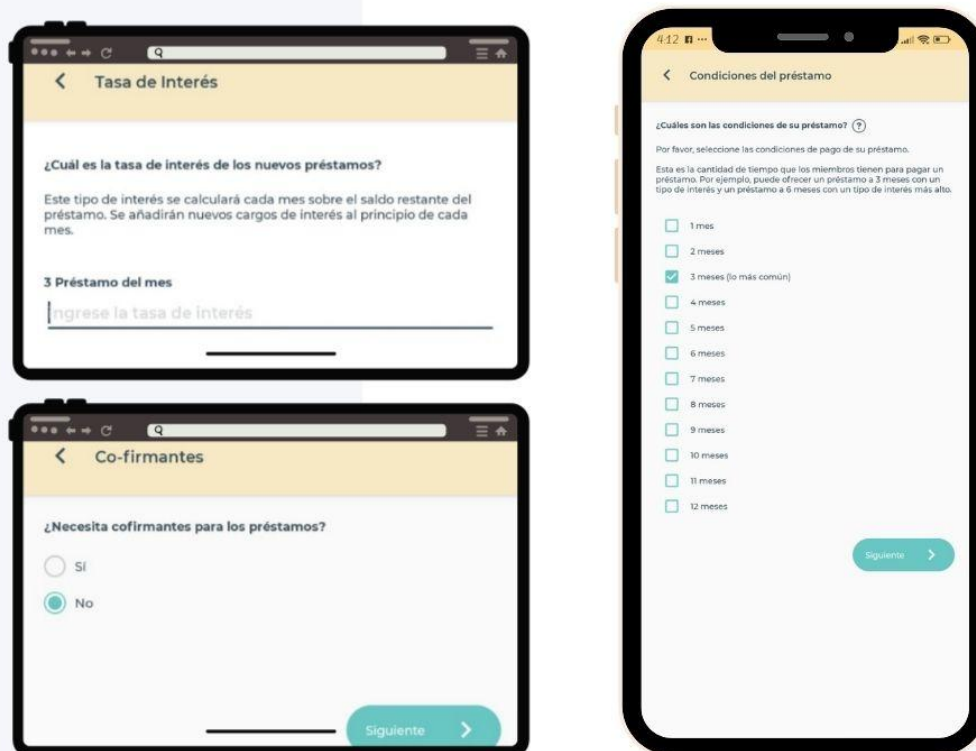 Tasa de Interés
¿Cuál es la tasa de interés de los nuevos préstamos?
Este tipo de interés se calculará cada mes sobre el saldo restante del
préstamo. Se añadirán nuevos cargos de interés al principio de cada
mes.
3 Préstamo del mes
Ingrese la tasa de interés
Co-firmantes
¿Necesita cofirmantes para los préstamos?
Sí
No
Siguiente
4:12
Condiciones del préstamo
¿Cuáles son las condiciones de su préstamo? ?
Por favor, seleccione las condiciones de pago de su préstamo.
Esta es la cantidad de tiempo que los miembros tienen para pagar un
préstamo. Por ejemplo, puede ofrecer un préstamo a 3 meses con un
tipo de interés y un préstamo a 6 meses con un tipo de interés más alto.
1 mes
2 meses
3 meses (lo más común)
4 meses
5 meses
6 meses
7 meses
8 meses
9 meses
10 meses
11 meses
12 meses
Siguiente